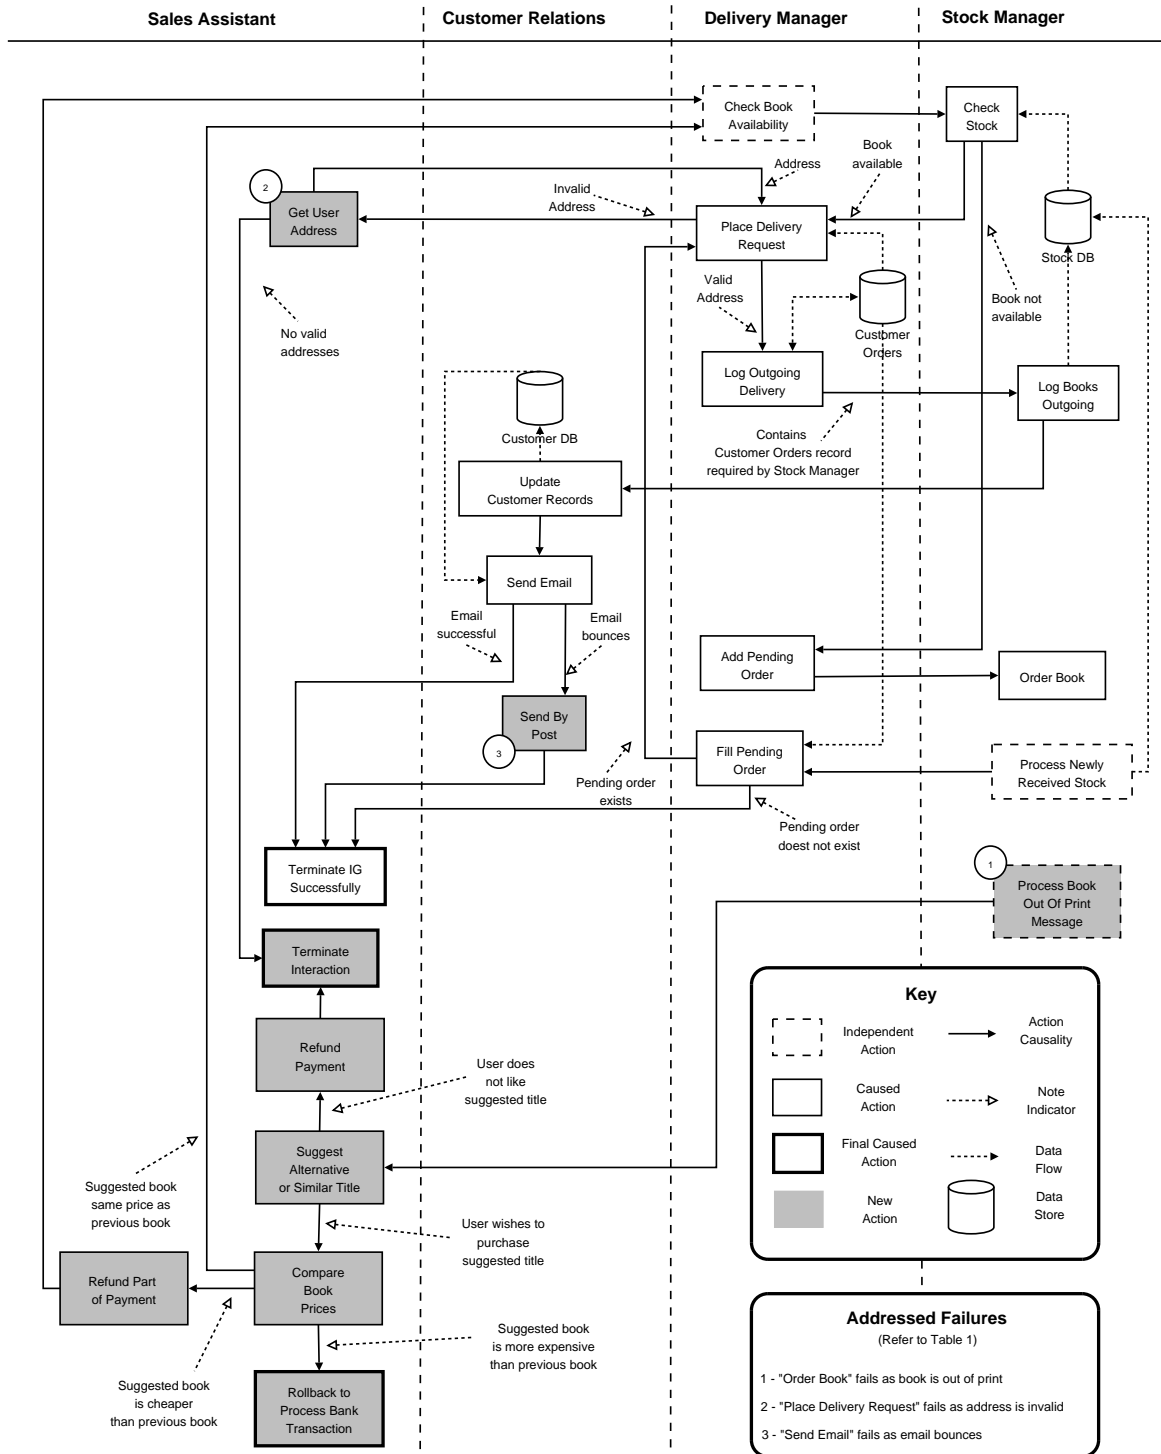 Sales Assistant
Customer Relations
Delivery Manager
Stock Manager
Check Book
Availability
Check
Stock
Address
Book
available
2
Get User
Address
Invalid
Address
Place Delivery
Request
Stock DB
No valid
addresses
Valid
Address
Customer
Orders
Book not
available
Log Outgoing
Delivery
Log Books
Outgoing
Customer DB
Contains
Customer Orders record
required by Stock Manager
Update
Customer Records
Send Email
Email
successful
Email
bounces
Add Pending
Order
Order Book
Send By
Post
3
Fill Pending
Order
Process Newly
Received Stock
Pending order
exists
Pending order
doest not exist
Terminate IG
Successfully
1
Process Book
Out Of Print
Message
Terminate
Interaction
Refund
Payment
User does
not like
suggested title
Suggest
Alternative
or Similar Title
Suggested book
same price as
previous book
User wishes to
purchase
suggested title
Refund Part
of Payment
Compare
Book
Prices
Suggested book
is more expensive
than previous book
Suggested book
is cheaper
than previous book
Rollback to
Process Bank
Transaction
Key
Independent
Action
Action
Causality
Caused
Action
Note
Indicator
Final Caused
Action
Data
Flow
New
Action
Data
Store
Addressed Failures
(Refer to Table 1)
1 - "Order Book" fails as book is out of print
2 - "Place Delivery Request" fails as address is invalid
3 - "Send Email" fails as email bounces